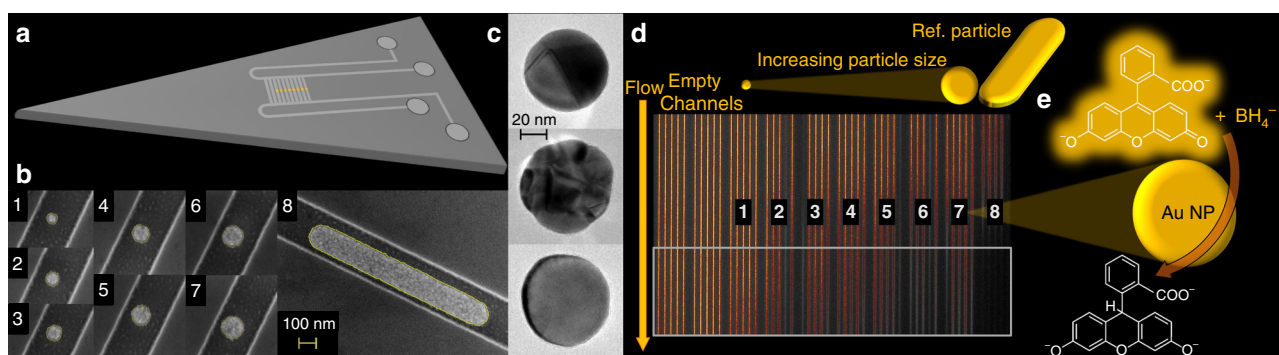 a
b
1
2
3
4
5
6
7
8
100 nm
c
20 nm
d
Ref. particle
Increasing particle size
Flow
Empty
Channels
1 2 3 4 5 6 7 8
e
COO⁻
⁻O
O
O
+ BH₄⁻
Au NP
COO⁻
H
⁻O
O
O⁻